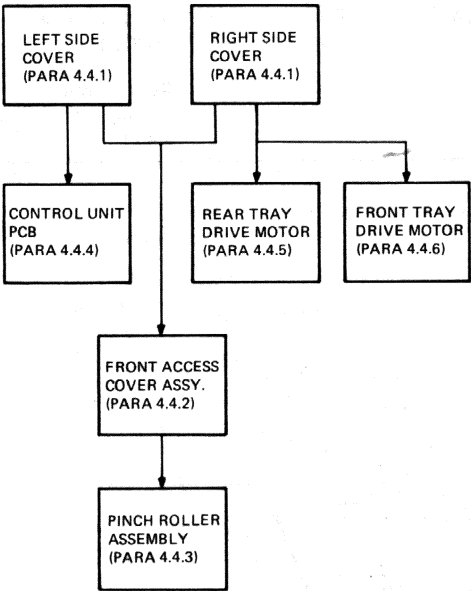 LEFT SIDE
COVER
(PARA 4.4.1)
RIGHT SIDE
COVER
(PARA 4.4.1)
CONTROL UNIT
PCB
(PARA 4.4.4)
REAR TRAY
DRIVE MOTOR
(PARA 4.4.5)
FRONT TRAY
DRIVE MOTOR
(PARA 4.4.6)
FRONT ACCESS
COVER ASSY.
(PARA 4.4.2)
PINCH ROLLER
ASSEMBLY
(PARA 4.4.3)